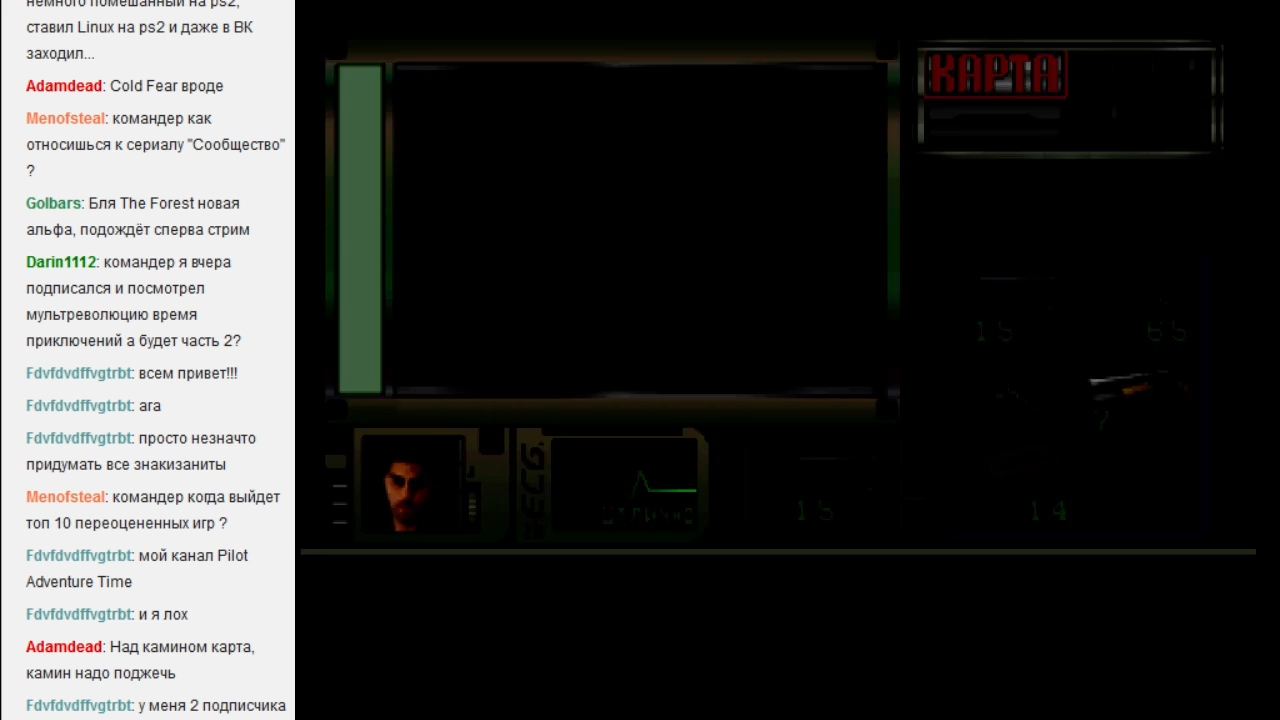 немного помешанный на ps2,
ставил Linux на ps2 и даже в ВК
заходил...
Adamdead: Cold Fear вроде
Menofsteal: командер как
относишься к сериалу "Сообщество"
?
Golbars: Бля The Forest новая
альфа, подождёт сперва стрим
Darin1112: командер я вчера
подписался и посмотрел
мультреволюцию время
приключений а будет часть 2?
Fdvfdvdffvgtrbt: всем привет!!!
Fdvfdvdffvgtrbt: ага
Fdvfdvdffvgtrbt: просто незначто
придумать все знакизаниты
Menofsteal: командер когда выйдет
топ 10 переоцененных игр ?
Fdvfdvdffvgtrbt: мой канал Pilot
Adventure Time
Fdvfdvdffvgtrbt: и я лох
Adamdead: Над камином карта,
камин надо поджечь
Fdvfdvdffvgtrbt: у меня 2 подписчика
КАРТА
15
65
?
ECG.
ОТЛИЧНО
15
14